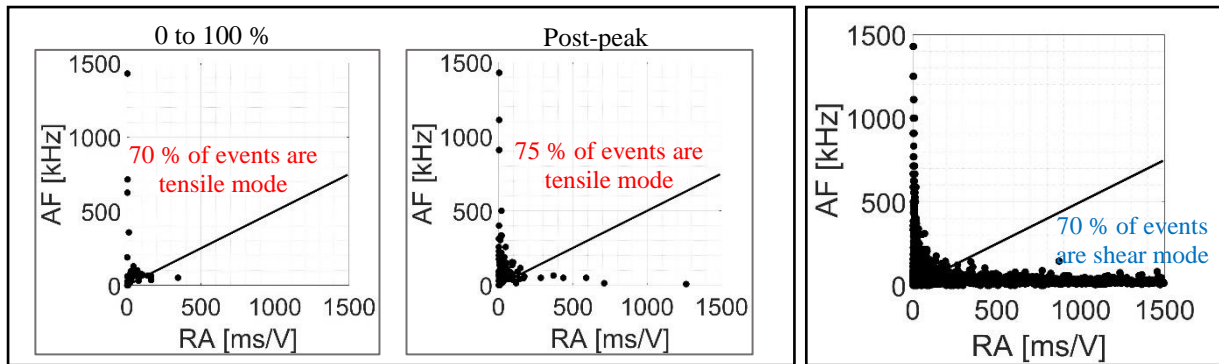 0 to 100 %
1500
1000
500
0
AF [kHz]
70 % of events are
tensile mode
0
500
1000
1500
RA [ms/V]
Post-peak
1500
1000
500
0
AF [kHz]
75 % of events are
tensile mode
0
500
1000
1500
RA [ms/V]
1500
1000
500
0
AF [kHz]
70 % of events
are shear mode
0
500
1000
1500
RA [ms/V]